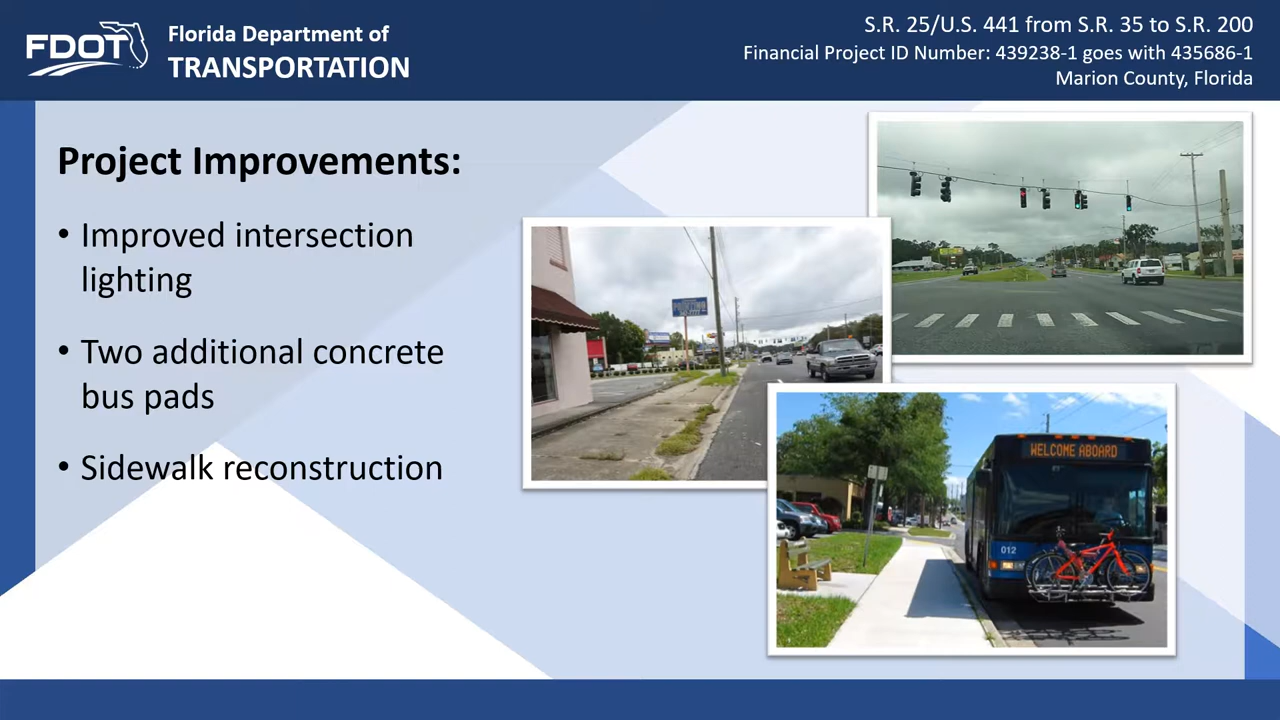 FDOT
Florida Department of
TRANSPORTATION
S.R. 25/U.S. 441 from S.R. 35 to S.R. 200
Financial Project ID Number: 439238-1 goes with 435686-1
Marion County, Florida
Project Improvements:
• Improved intersection
lighting
• Two additional concrete
bus pads
• Sidewalk reconstruction
WELCOME ABOARD
012